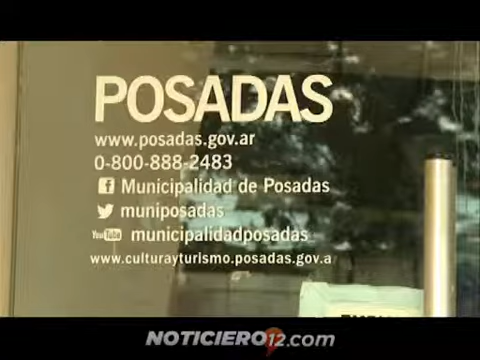 POSADAS
www.posadas.gov.ar
0-800-888-2483
Municipalidad de Posadas
muniposadas
YouTube municipalidadposadas
www.culturayturismo.posadas.gov.a
NOTICIERO12.com